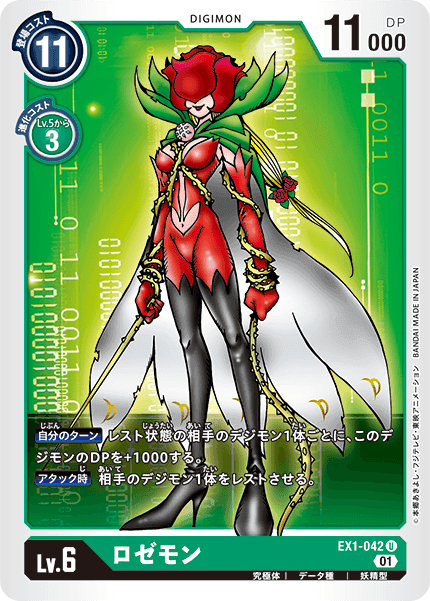 DIGIMON
登場コスト
11
DP
11000
進化コスト
Lv.5から
3
自分のターン レスト状態の相手のデジモン1体ごとに、このデ
ジモンのDPを+1000する。
アタック時 相手のデジモン1体をレストさせる。
©本郷あきよし・フジテレビ・東映アニメーション BANDAI MADE IN JAPAN
Lv.6
ロゼモン
EX1-042 U
01
究極体 | データ種 | 妖精型